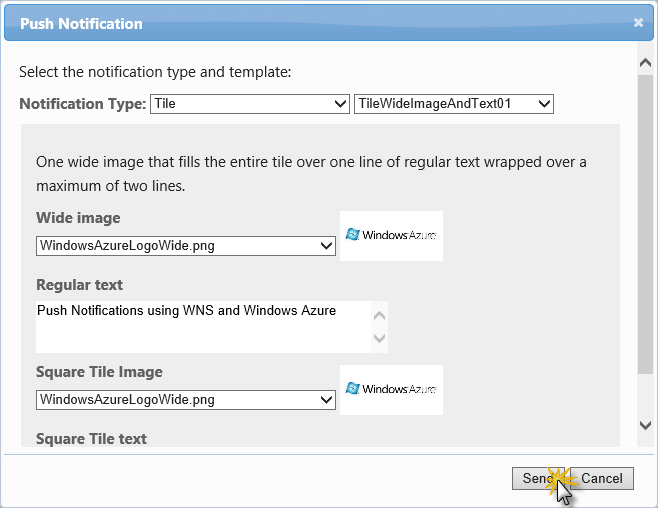 Push Notification
Select the notification type and template:
Notification Type: Tile TileWideImageAndText01
One wide image that fills the entire tile over one line of regular text wrapped over a
maximum of two lines.
Wide image
WindowsAzureLogoWide.png
Windows Azure
Regular text
Push Notifications using WNS and Windows Azure
Square Tile Image
WindowsAzureLogoWide.png
Windows Azure
Square Tile text
Send Cancel